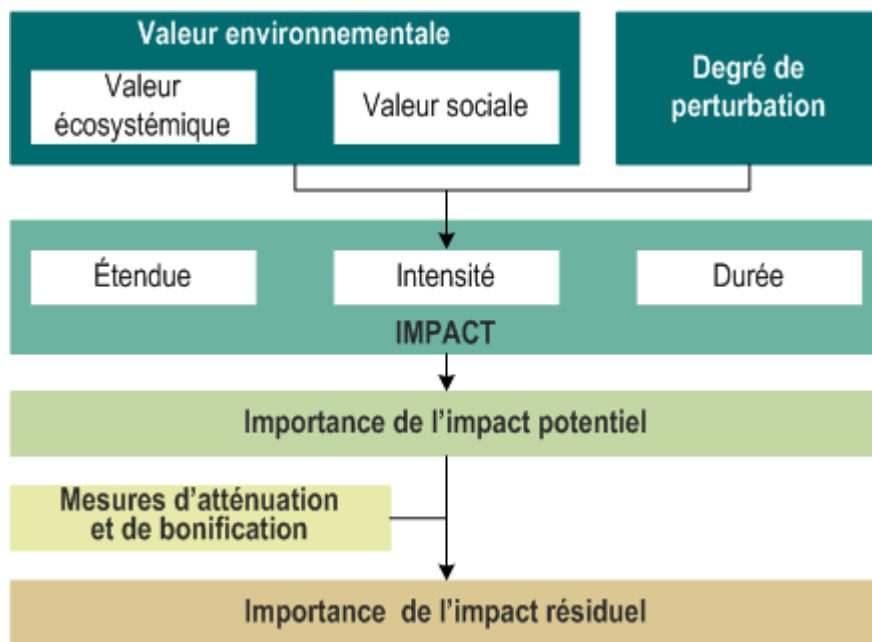 Valeur environnementale
Valeur
écosystémique
Valeur sociale
Degré de
perturbation
Étendue
Intensité
Durée
IMPACT
Importance de l'impact potentiel
Mesures d'atténuation
et de bonification
Importance de l'impact résiduel